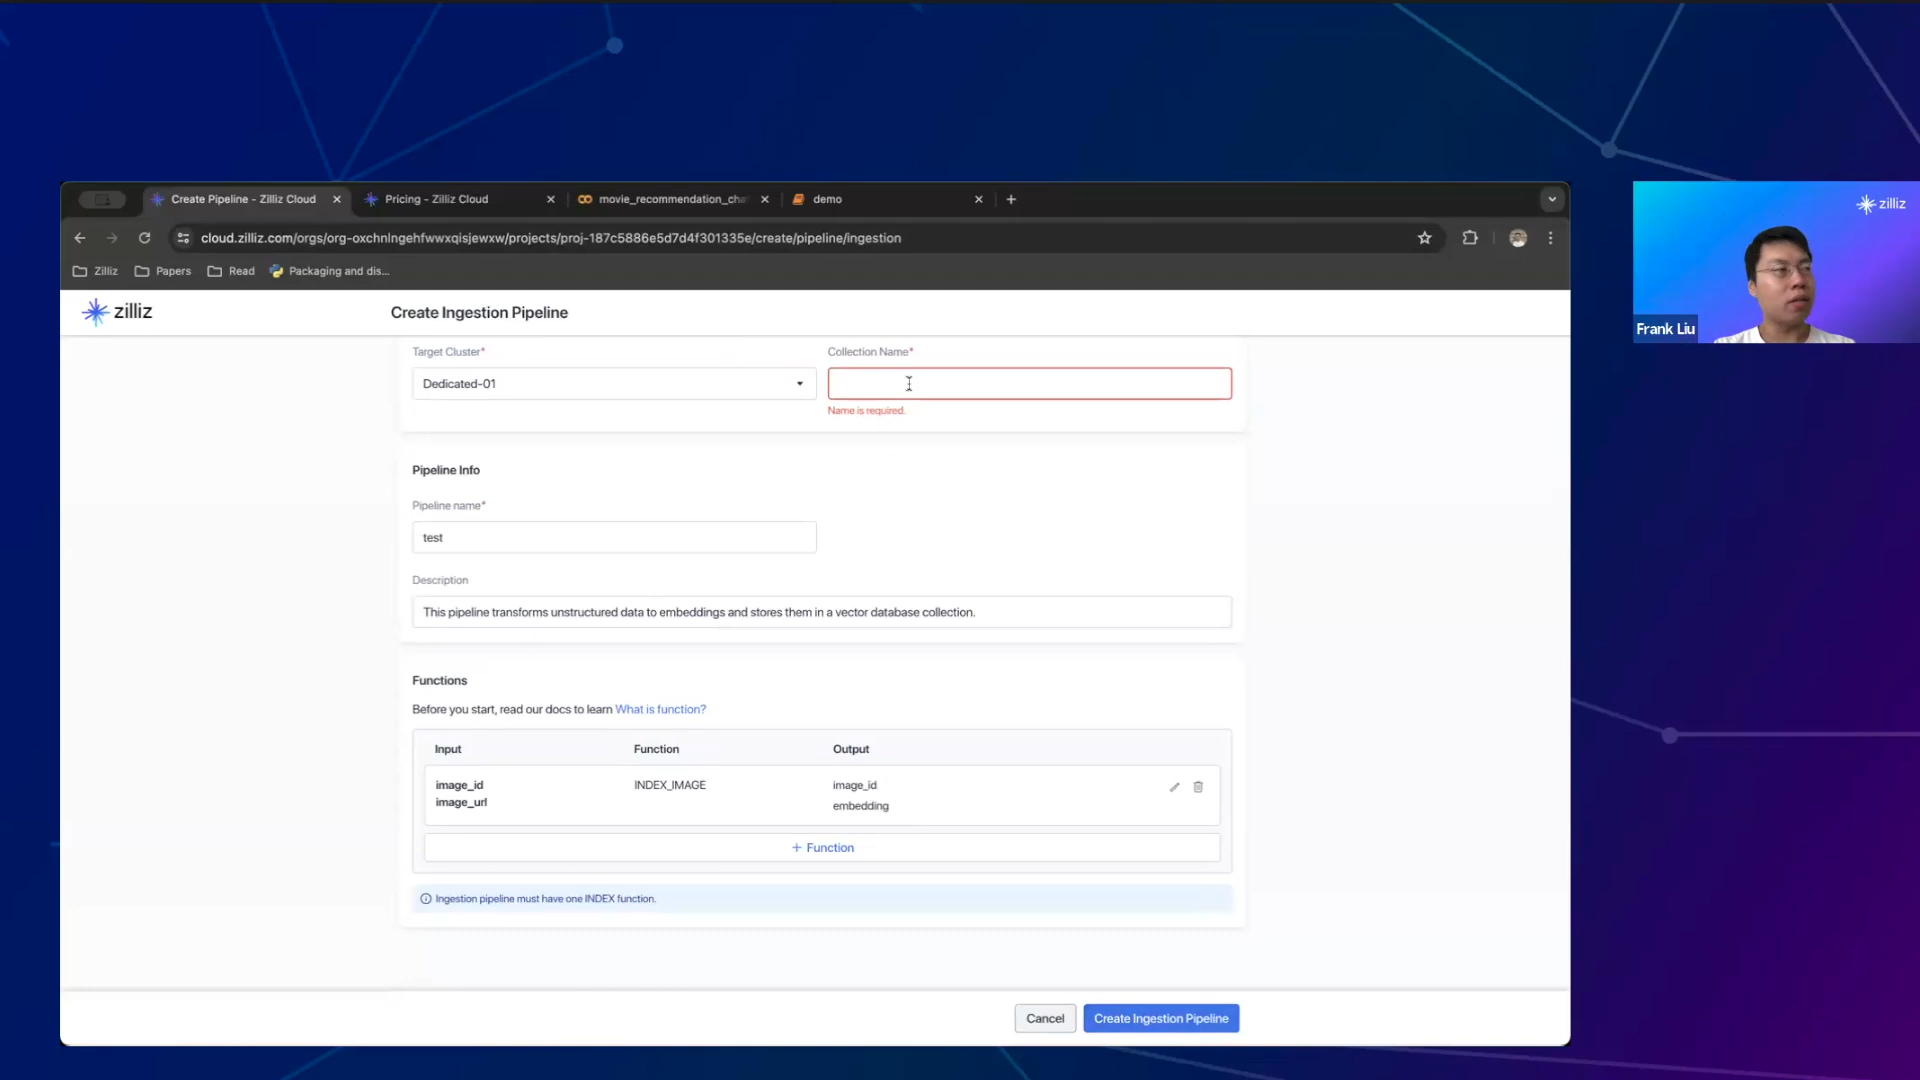 Create Pipeline - Zilliz Cloud
Pricing - Zilliz Cloud
movie_recommendation_cha
demo
cloud.zilliz.com/orgs/org-oxchnlngehfwwxqisjewxw/projects/proj-187c5886e5d7d4f301335e/create/pipeline/ingestion
Zilliz
Papers
Read
Packaging and dis...
zilliz
Create Ingestion Pipeline
zilliz
Frank Liu
Target Cluster*
Collection Name*
Dedicated-01
Name is required.
Pipeline Info
Pipeline name*
test
Description
This pipeline transforms unstructured data to embeddings and stores them in a vector database collection.
Functions
Before you start, read our docs to learn What is function?
Input Function Output
image_id INDEX_IMAGE image_id
image_url embedding
+ Function
Ingestion pipeline must have one INDEX function.
Cancel
Create Ingestion Pipeline